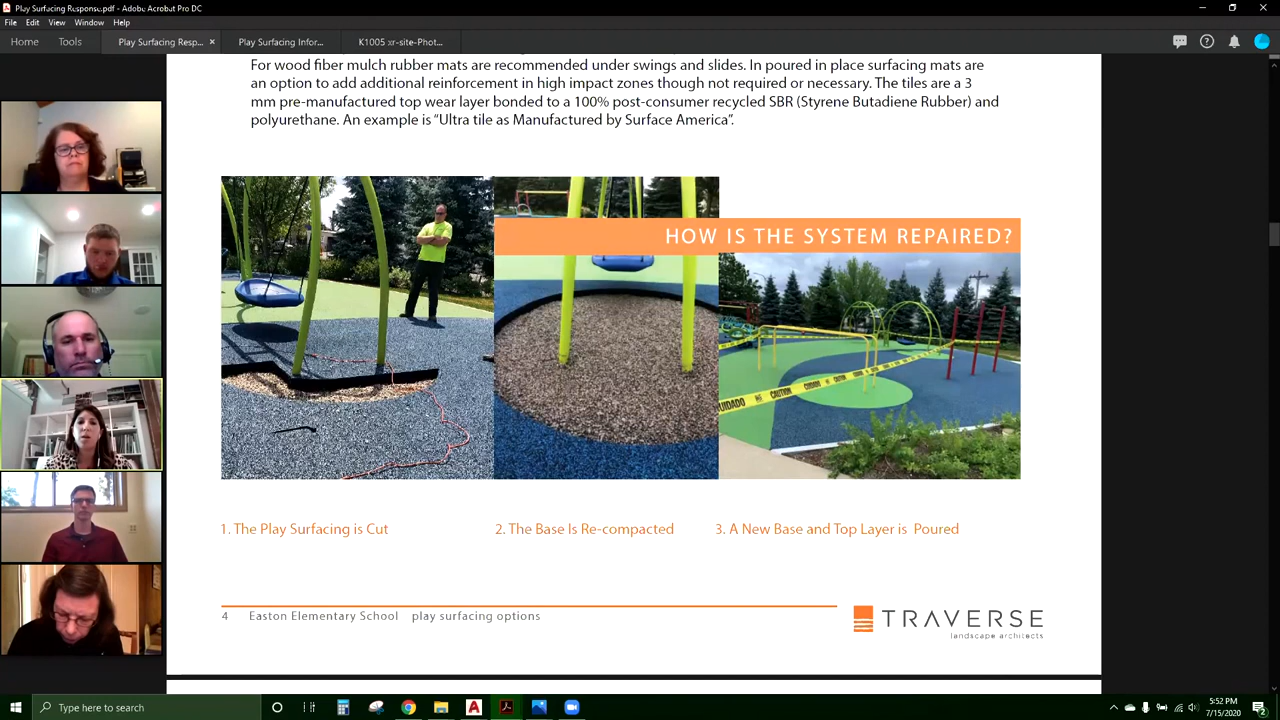 Play Surfacing Response.pdf - Adobe Acrobat Pro DC
File Edit View Window Help
Home Tools Play Surfacing Resp... × Play Surfacing Infor... K1005 xr-site-Phot...
For wood fiber mulch rubber mats are recommended under swings and slides. In poured in place surfacing mats are
an option to add additional reinforcement in high impact zones though not required or necessary. The tiles are a 3
mm pre-manufactured top wear layer bonded to a 100% post-consumer recycled SBR (Styrene Butadiene Rubber) and
polyurethane. An example is “Ultra tile as Manufactured by Surface America”.
HOW IS THE SYSTEM REPAIRED?
CUIDADO CAUTION CUIDADO CAUTION
1. The Play Surfacing is Cut
2. The Base Is Re-compacted
3. A New Base and Top Layer is Poured
4 Easton Elementary School play surfacing options
TRAVERSE
landscape architects
Type here to search
5:52 PM
7/15/2020
2